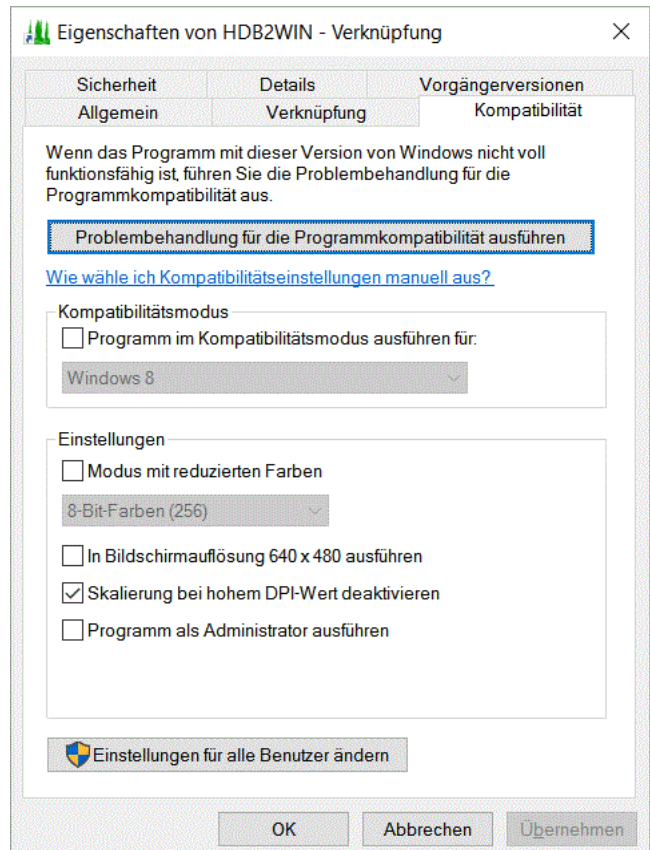 Eigenschaften von HDB2WIN - Verknüpfung
Sicherheit Details Vorgängerversionen
Allgemein Verknüpfung Kompatibilität
Wenn das Programm mit dieser Version von Windows nicht voll
funktionsfähig ist, führen Sie die Problembehandlung für die
Programmkompatibilität aus.
Problembehandlung für die Programmkompatibilität ausführen
Wie wähle ich Kompatibilitätseinstellungen manuell aus?
Kompatibilitätsmodus
Programm im Kompatibilitätsmodus ausführen für:
Windows 8
Einstellungen
Modus mit reduzierten Farben
8-Bit-Farben (256)
In Bildschirmauflösung 640 x 480 ausführen
Skalierung bei hohem DPI-Wert deaktivieren
Programm als Administrator ausführen
Einstellungen für alle Benutzer ändern
OK Abbrechen Übernehmen